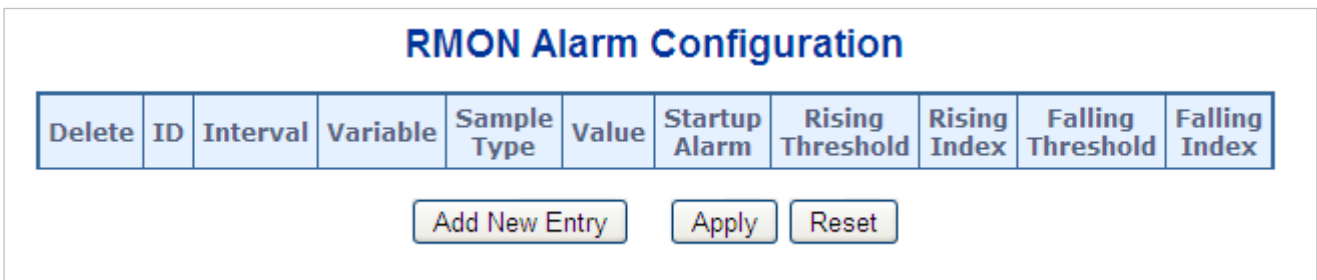 RMON Alarm Configuration
Delete ID Interval Variable Sample Type Value Startup Alarm Rising Threshold Rising Index Falling Threshold Falling Index
Add New Entry Apply Reset